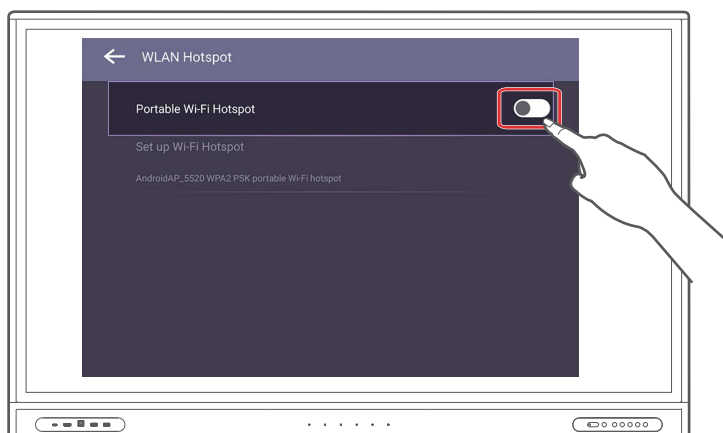 WLAN Hotspot
Portable Wi-Fi Hotspot
Set up Wi-Fi Hotspot
AndroidAP_5520 WPA2 PSK portable Wi-Fi hotspot